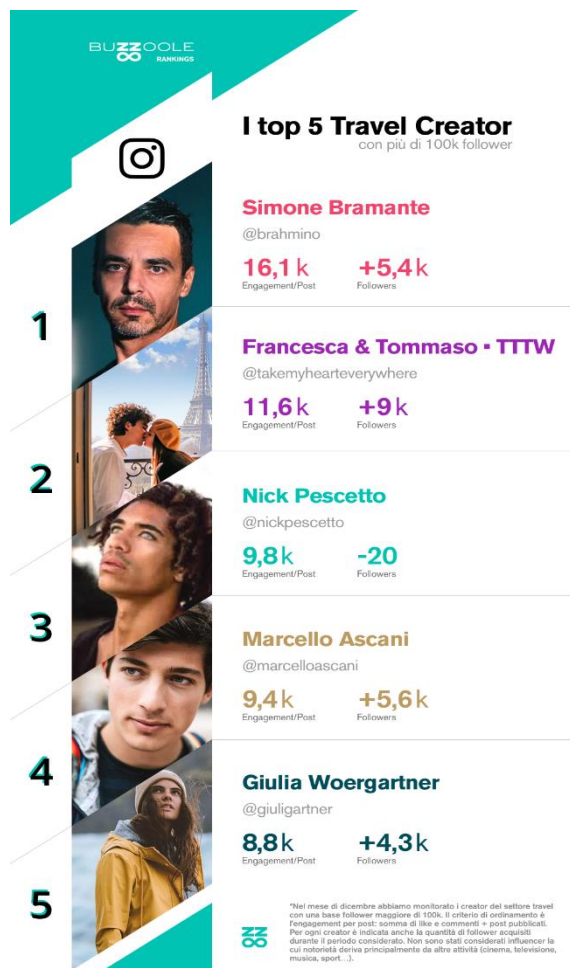 BUZZOOLE
RANKINGS
I top 5 Travel Creator
con più di 100k follower
1
Simone Bramante
@brahmino
16,1 k +5,4 k
Engagement/Post Followers
2
Francesca & Tommaso ▪ TTTW
@takemyhearteverywhere
11,6 k +9 k
Engagement/Post Followers
3
Nick Pescetto
@nickpescetto
9,8 k -20
Engagement/Post Followers
4
Marcello Ascani
@marcelloascani
9,4 k +5,6 k
Engagement/Post Followers
5
Giulia Woergartner
@giuligartner
8,8 k +4,3 k
Engagement/Post Followers
*Nel mese di dicembre abbiamo monitorato i creator del settore travel
con una base follower maggiore di 100k. Il criterio di ordinamento è
l'engagement per post: somma di like e commenti + post pubblicati.
Per ogni creator è indicata anche la quantità di follower acquisiti
durante il periodo considerato. Non sono stati considerati influencer la
cui notorietà deriva principalmente da altre attività (cinema, televisione,
musica, sport…).